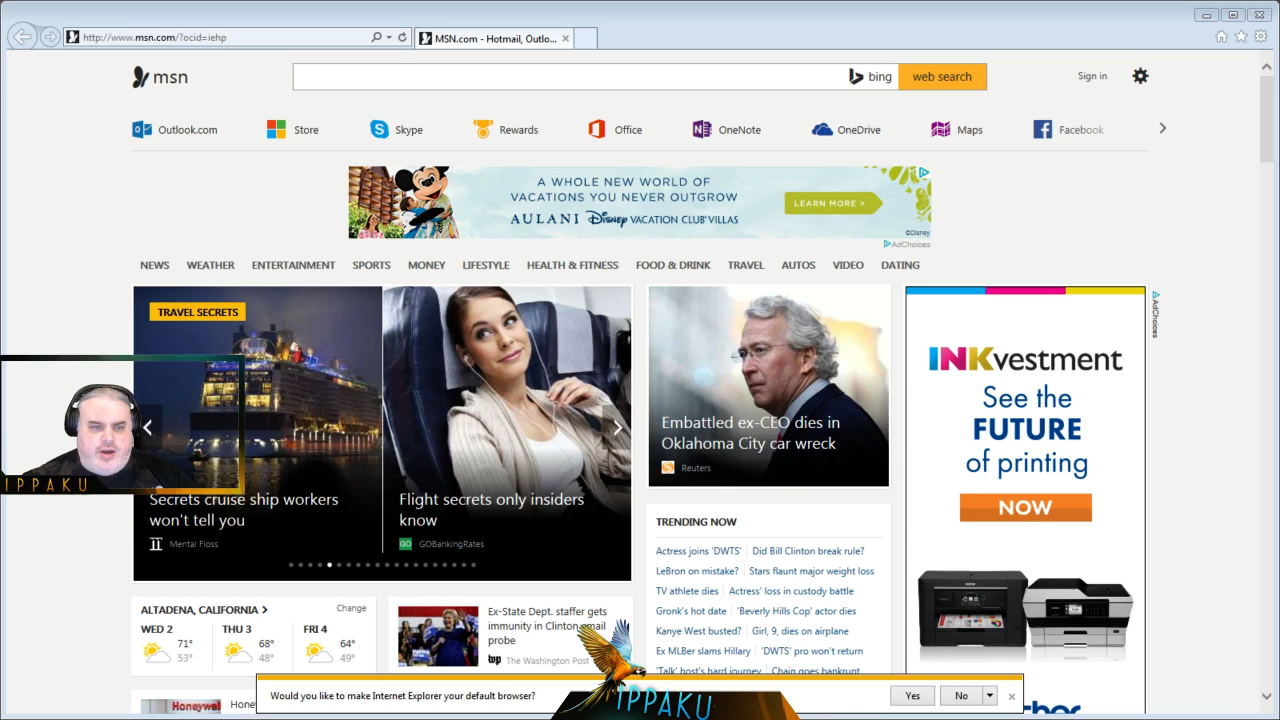 http://www.msn.com/?ocid=iehp
MSN.com - Hotmail, Outlo...
msn
bing
web search
Sign in
Outlook.com
Store
Skype
Rewards
Office
OneNote
OneDrive
Maps
Facebook
A WHOLE NEW WORLD OF
VACATIONS YOU NEVER OUTGROW
AULANI Disney VACATION CLUB VILLAS
LEARN MORE >
©Disney
AdChoices
NEWS
WEATHER
ENTERTAINMENT
SPORTS
MONEY
LIFESTYLE
HEALTH & FITNESS
FOOD & DRINK
TRAVEL
AUTOS
VIDEO
DATING
TRAVEL SECRETS
Secrets cruise ship workers
won't tell you
Mental Floss
Flight secrets only insiders
know
GO
GOBankingRates
Embattled ex-CEO dies in
Oklahoma City car wreck
Reuters
AdChoices
INKvestment
See the
FUTURE
of printing
NOW
IPPAKU
TRENDING NOW
Actress joins 'DWTS'
Did Bill Clinton break rule?
LeBron on mistake?
Stars flaunt major weight loss
TV athlete dies
Actress' loss in custody battle
Gronk's hot date
'Beverly Hills Cop' actor dies
Kanye West busted?
Girl, 9, dies on airplane
Ex MLBer slams Hillary
'DWTS' pro won't return
'Talk' host's hard journey
Chain goes bankrupt
ALTADENA, CALIFORNIA
Change
WED 2
71°
53°
THU 3
68°
48°
FRI 4
64°
49°
Ex-State Dept. staffer gets
immunity in Clinton email
probe
wp
The Washington Post
Honeywell
Hone
Would you like to make Internet Explorer your default browser?
Yes
No
IPPAKU